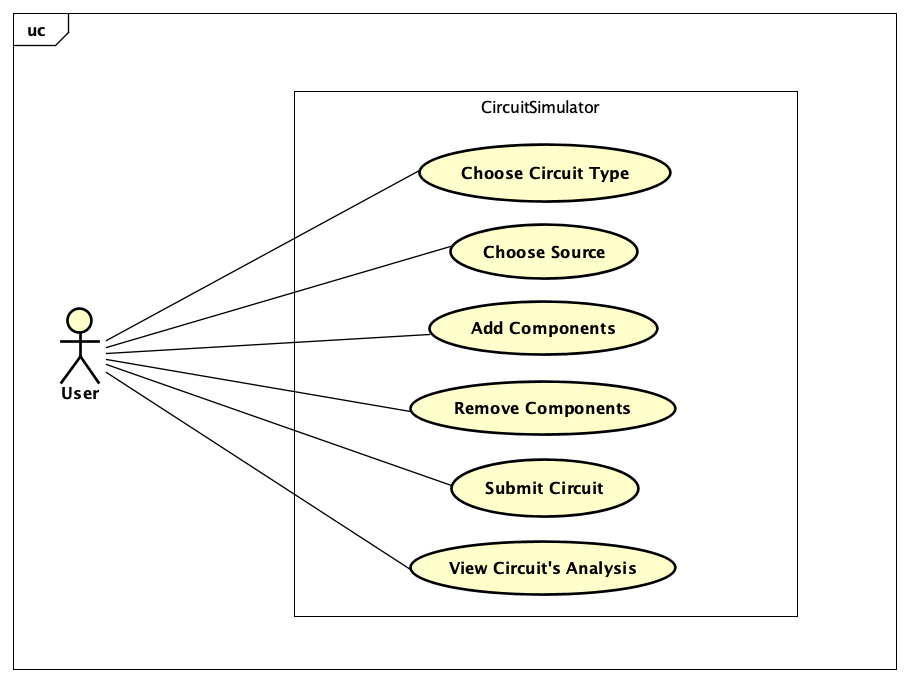 uc
CircuitSimulator
Choose Circuit Type
Choose Source
Add Components
Remove Components
Submit Circuit
View Circuit's Analysis
User